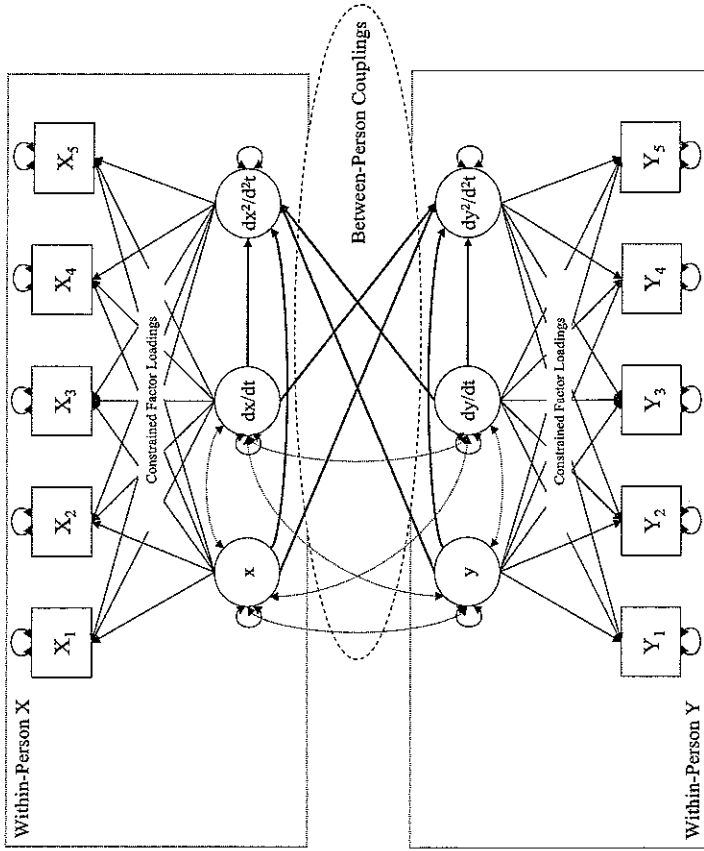 Within-Person X
X₁
X₂
X₃
X₄
X₅
Constrained Factor Loadings
x
dx/dt
dx²/d²t
Between-Person Couplings
y
dy/dt
dy²/d²t
Constrained Factor Loadings
Y₁
Y₂
Y₃
Y₄
Y₅
Within-Person Y